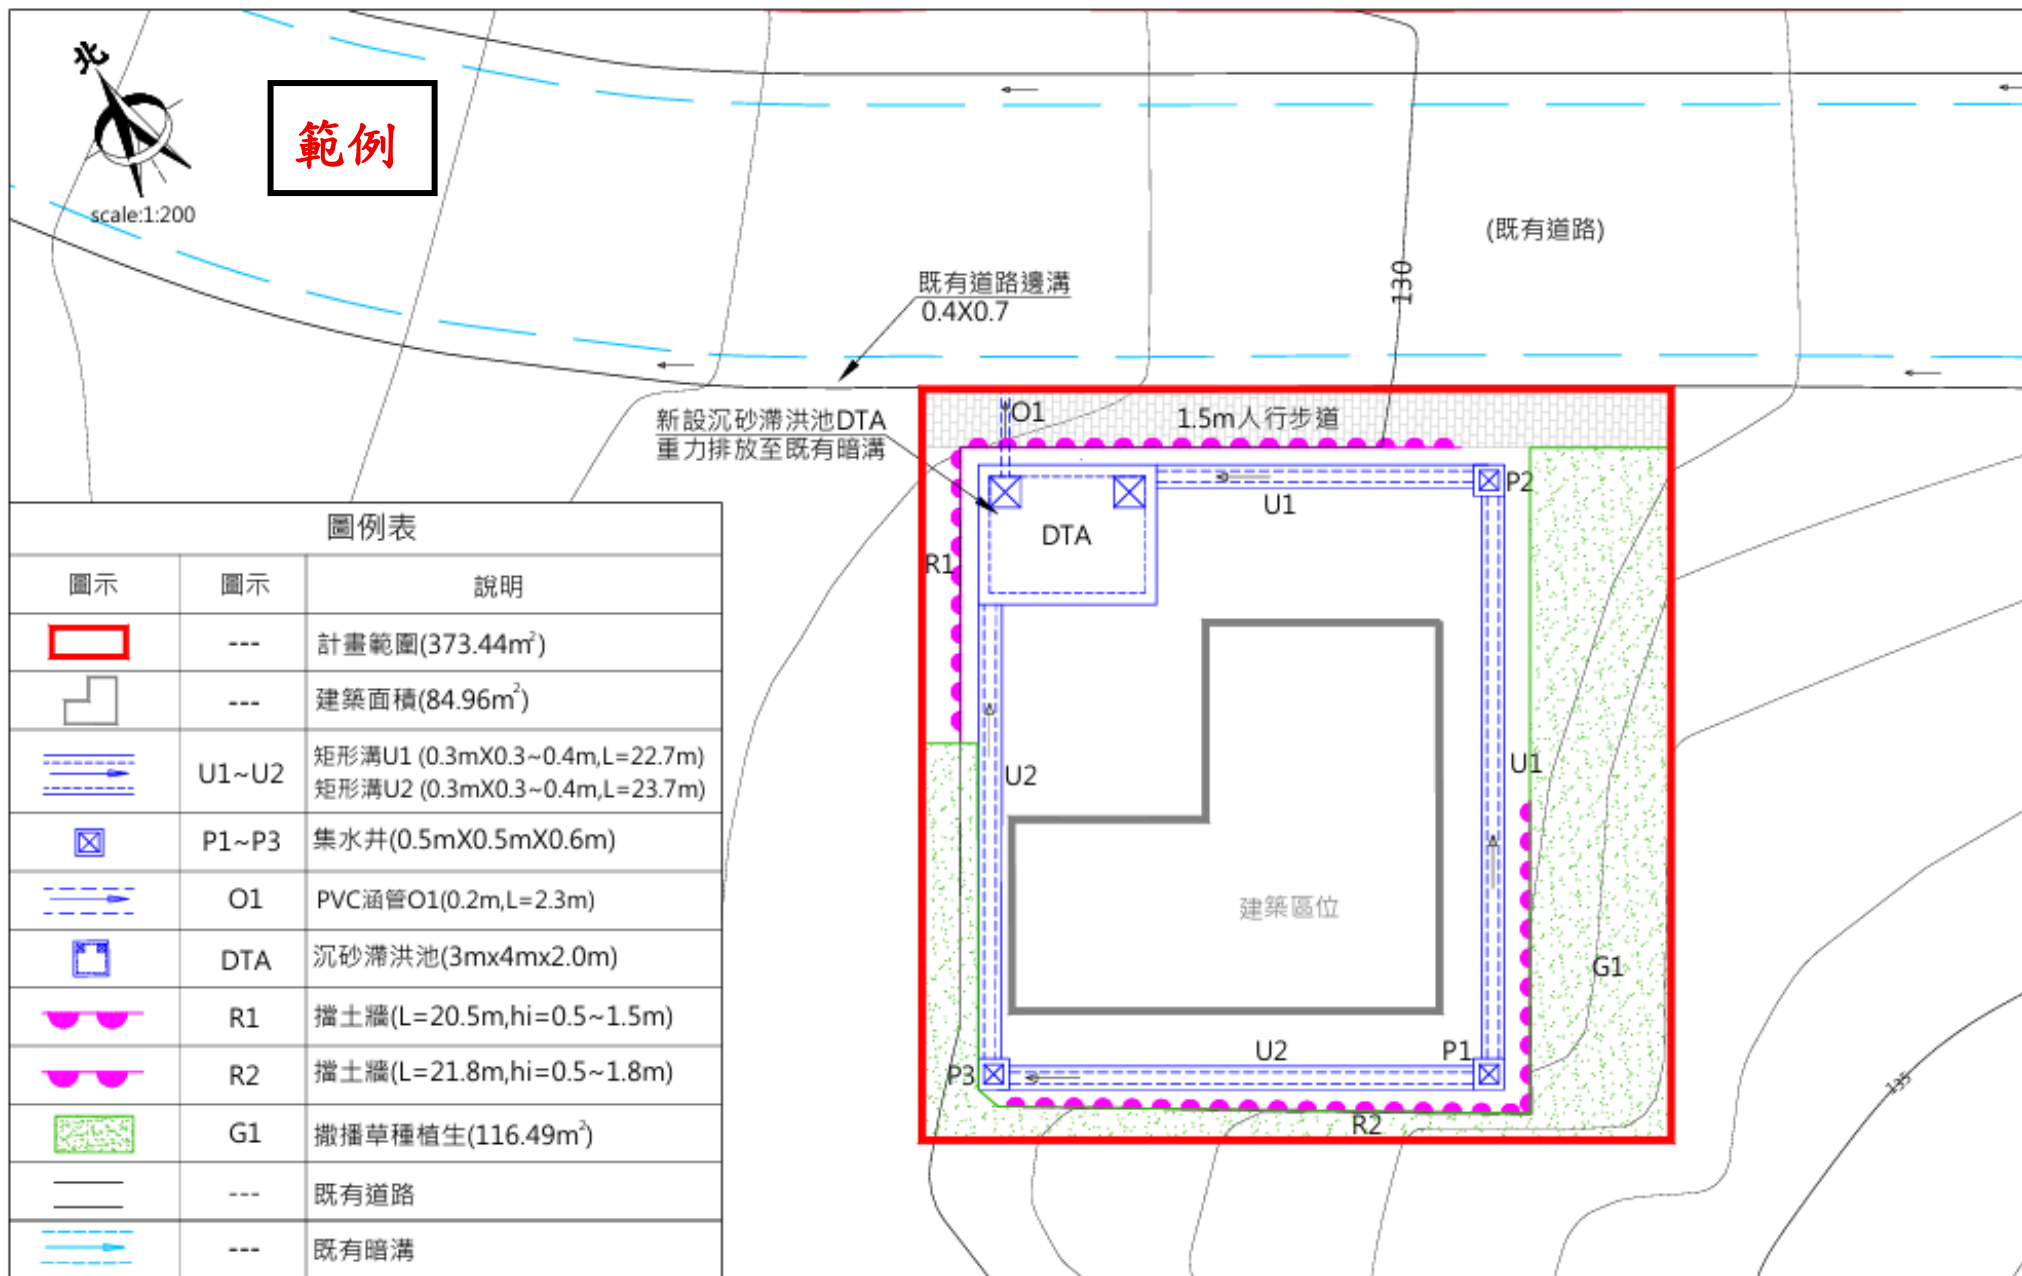 北
scale:1:200
範例
(既有道路)
130
既有道路邊溝
0.4X0.7
新設沉砂滯洪池DTA
重力排放至既有暗溝
O1
1.5m人行步道
P2
U1
DTA
R1
U2
U1
建築區位
G1
U2
P1
P3
R2
135
圖例表
圖示 圖示 說明
--- 計畫範圍(373.44㎡)
--- 建築面積(84.96㎡)
U1~U2 矩形溝U1 (0.3mX0.3~0.4m,L=22.7m)
矩形溝U2 (0.3mX0.3~0.4m,L=23.7m)
P1~P3 集水井(0.5mX0.5mX0.6m)
O1 PVC涵管O1(0.2m,L=2.3m)
DTA 沉砂滯洪池(3mx4mx2.0m)
R1 擋土牆(L=20.5m,hi=0.5~1.5m)
R2 擋土牆(L=21.8m,hi=0.5~1.8m)
G1 撒播草種植生(116.49㎡)
--- 既有道路
--- 既有暗溝